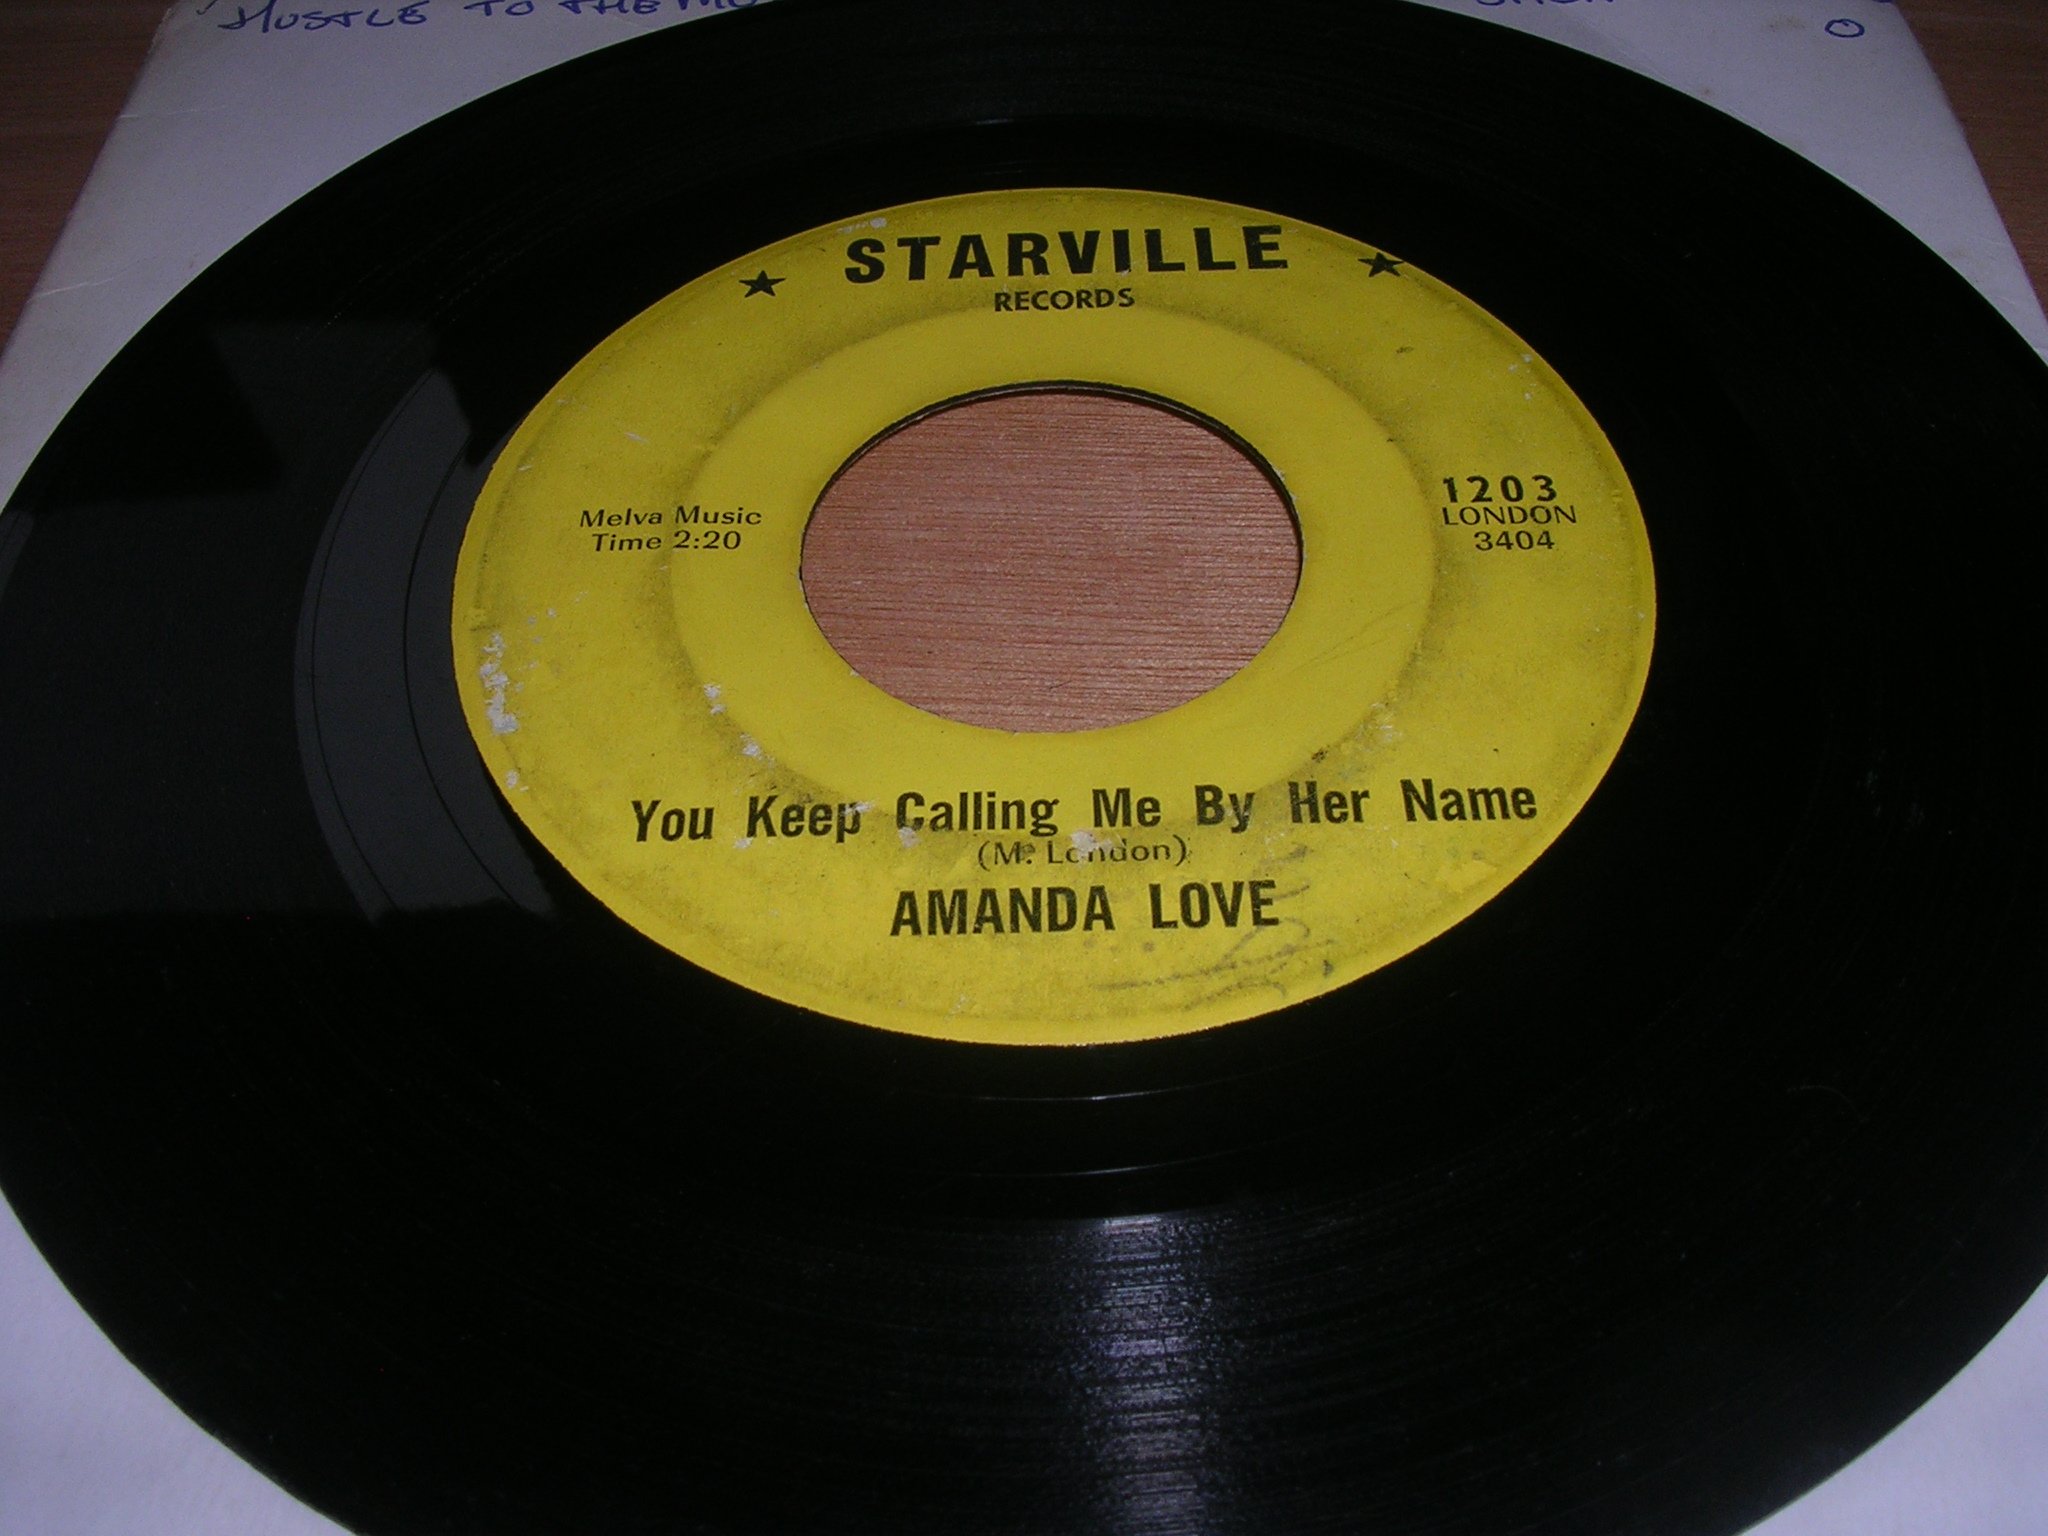 HUSTLE TO THE
STARVILLE
RECORDS
Melva Music
Time 2:20
1203
LONDON
3404
You Keep Calling Me By Her Name
(M. London)
AMANDA LOVE